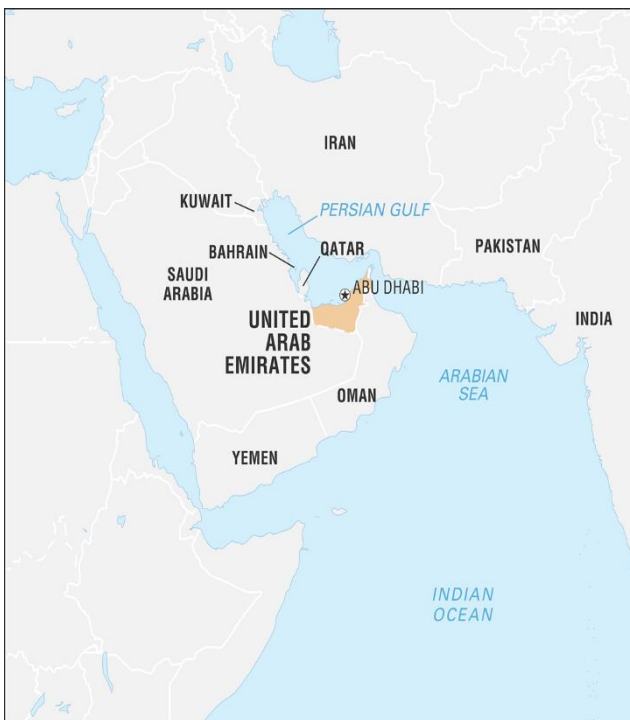 IRAN
KUWAIT
PERSIAN GULF
BAHRAIN
QATAR
PAKISTAN
SAUDI
ARABIA
ABU DHABI
UNITED
ARAB
EMIRATES
INDIA
ARABIAN
SEA
OMAN
YEMEN
INDIAN
OCEAN